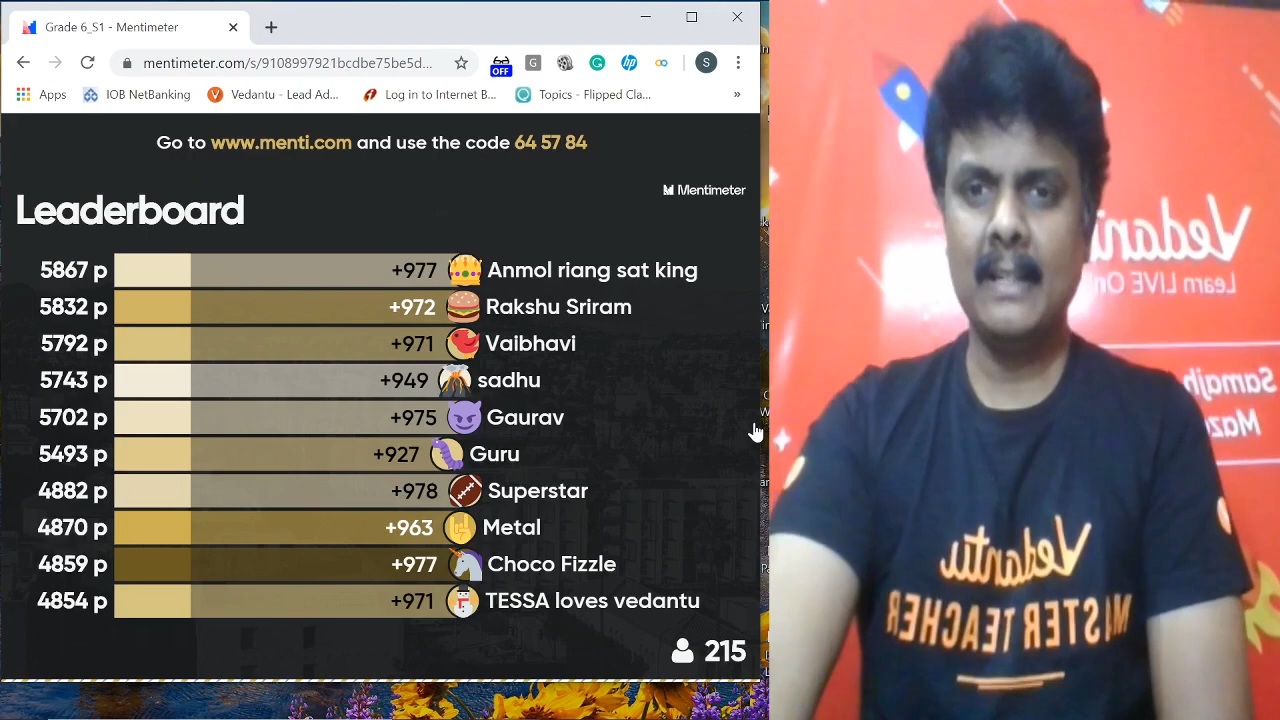 Grade 6_S1 - Mentimeter
mentimeter.com/s/9108997921bcdbe75be5d...
OFF
G
S
Apps
IOB NetBanking
Vedantu - Lead Ad...
Log in to Internet B...
Topics - Flipped Cla...
»
Go to www.menti.com and use the code 64 57 84
Mentimeter
Leaderboard
5867 p +977 Anmol riang sat king
5832 p +972 Rakshu Sriram
5792 p +971 Vaibhavi
5743 p +949 sadhu
5702 p +975 Gaurav
5493 p +927 Guru
4882 p +978 Superstar
4870 p +963 Metal
4859 p +977 Choco Fizzle
4854 p +971 TESSA loves vedantu
215
Learn LIVE Onl
Samajh
Maze
Vedantu
MASTER TEACHER